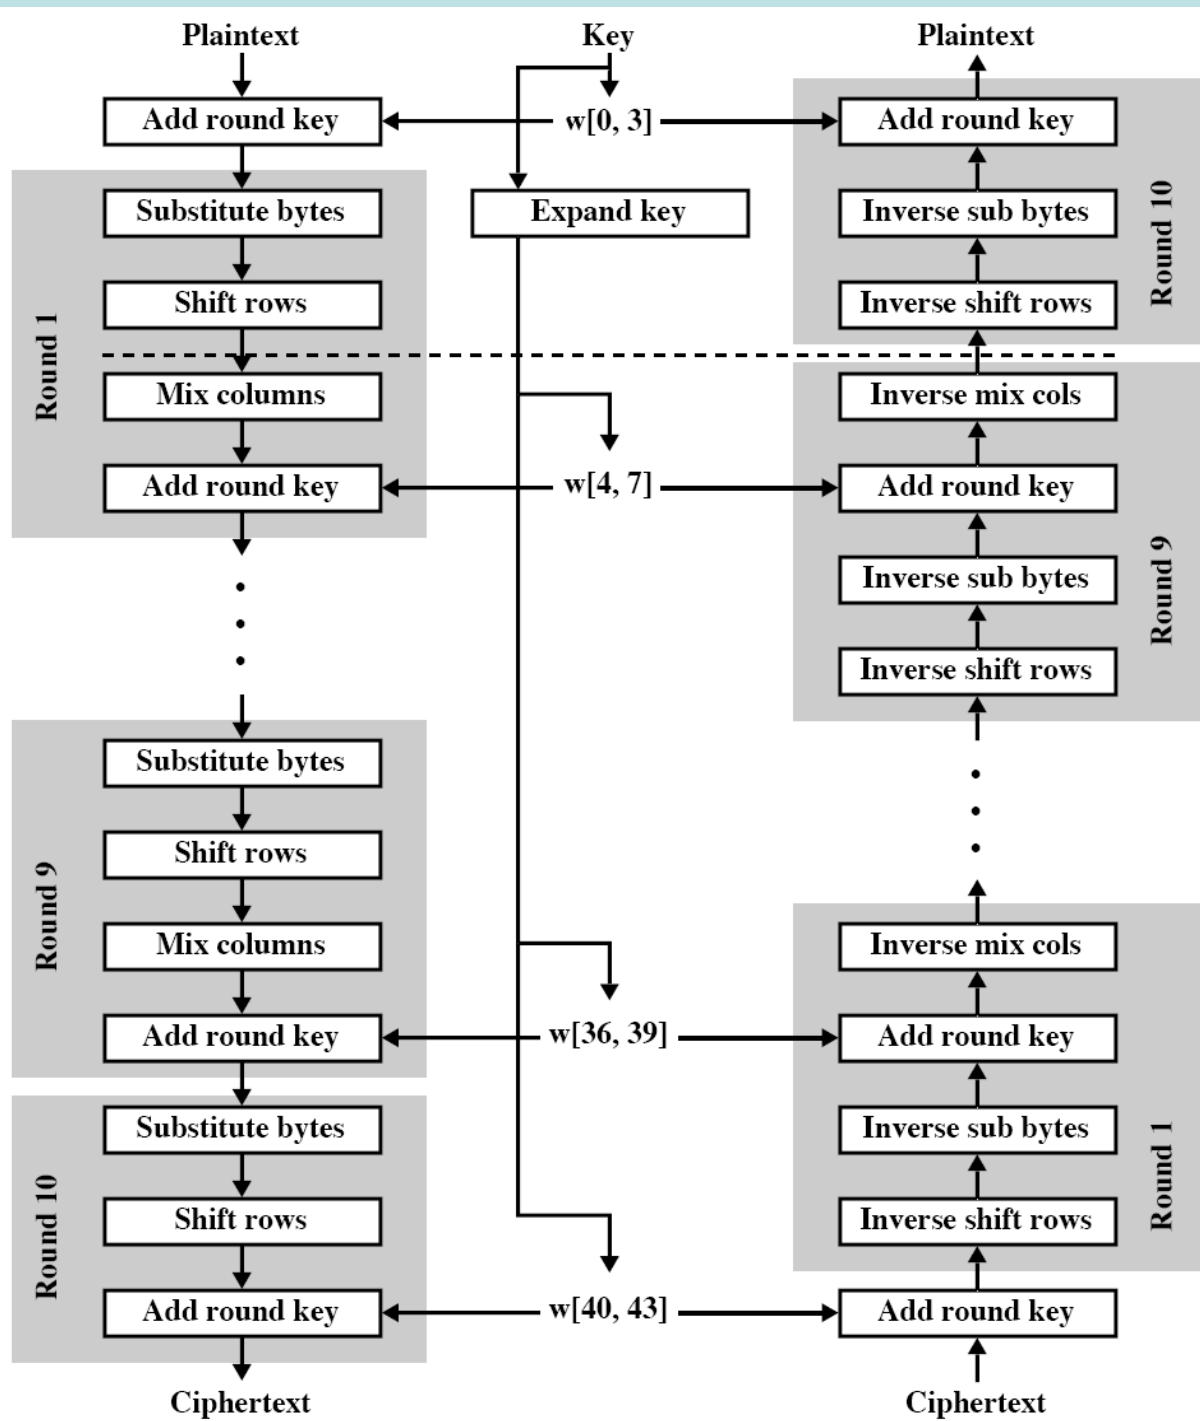 Plaintext
Key
Plaintext
Add round key
w[0, 3]
Add round key
Substitute bytes
Expand key
Inverse sub bytes
Round 10
Shift rows
Inverse shift rows
Round 1
Mix columns
Inverse mix cols
Add round key
w[4, 7]
Add round key
Inverse sub bytes
Round 9
Inverse shift rows
Substitute bytes
Shift rows
Round 9
Mix columns
Inverse mix cols
Add round key
w[36, 39]
Add round key
Substitute bytes
Inverse sub bytes
Round 1
Round 10
Shift rows
Inverse shift rows
Add round key
w[40, 43]
Add round key
Ciphertext
Ciphertext